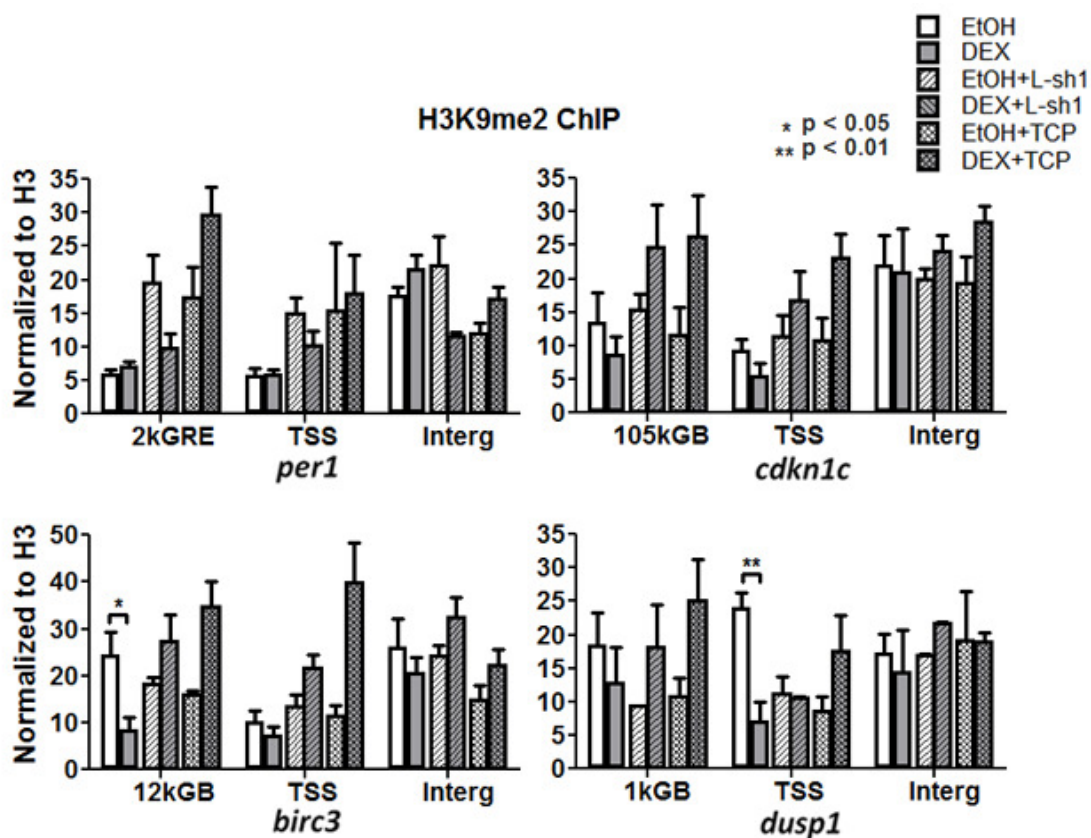 EtOH
DEX
EtOH+L-sh1
DEX+L-sh1
EtOH+TCP
DEX+TCP
H3K9me2 ChIP
* p < 0.05
** p < 0.01
Normalized to H3
35
30
25
20
15
10
5
0
2kGRE TSS Interg
per1
35
30
25
20
15
10
5
0
105kGB TSS Interg
cdkn1c
Normalized to H3
50
40
30
20
10
0
*
12kGB TSS Interg
birc3
35
30
25
20
15
10
5
0
**
1kGB TSS Interg
dusp1